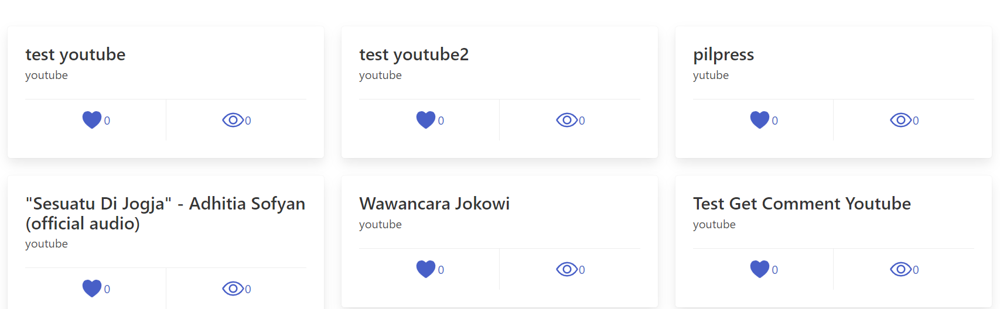 test youtube
youtube
0
0
test youtube2
youtube
0
0
pilpress
yutube
0
0
"Sesuatu Di Jogja" - Adhitia Sofyan
(official audio)
youtube
0
0
Wawancara Jokowi
youtube
0
0
Test Get Comment Youtube
youtube
0
0